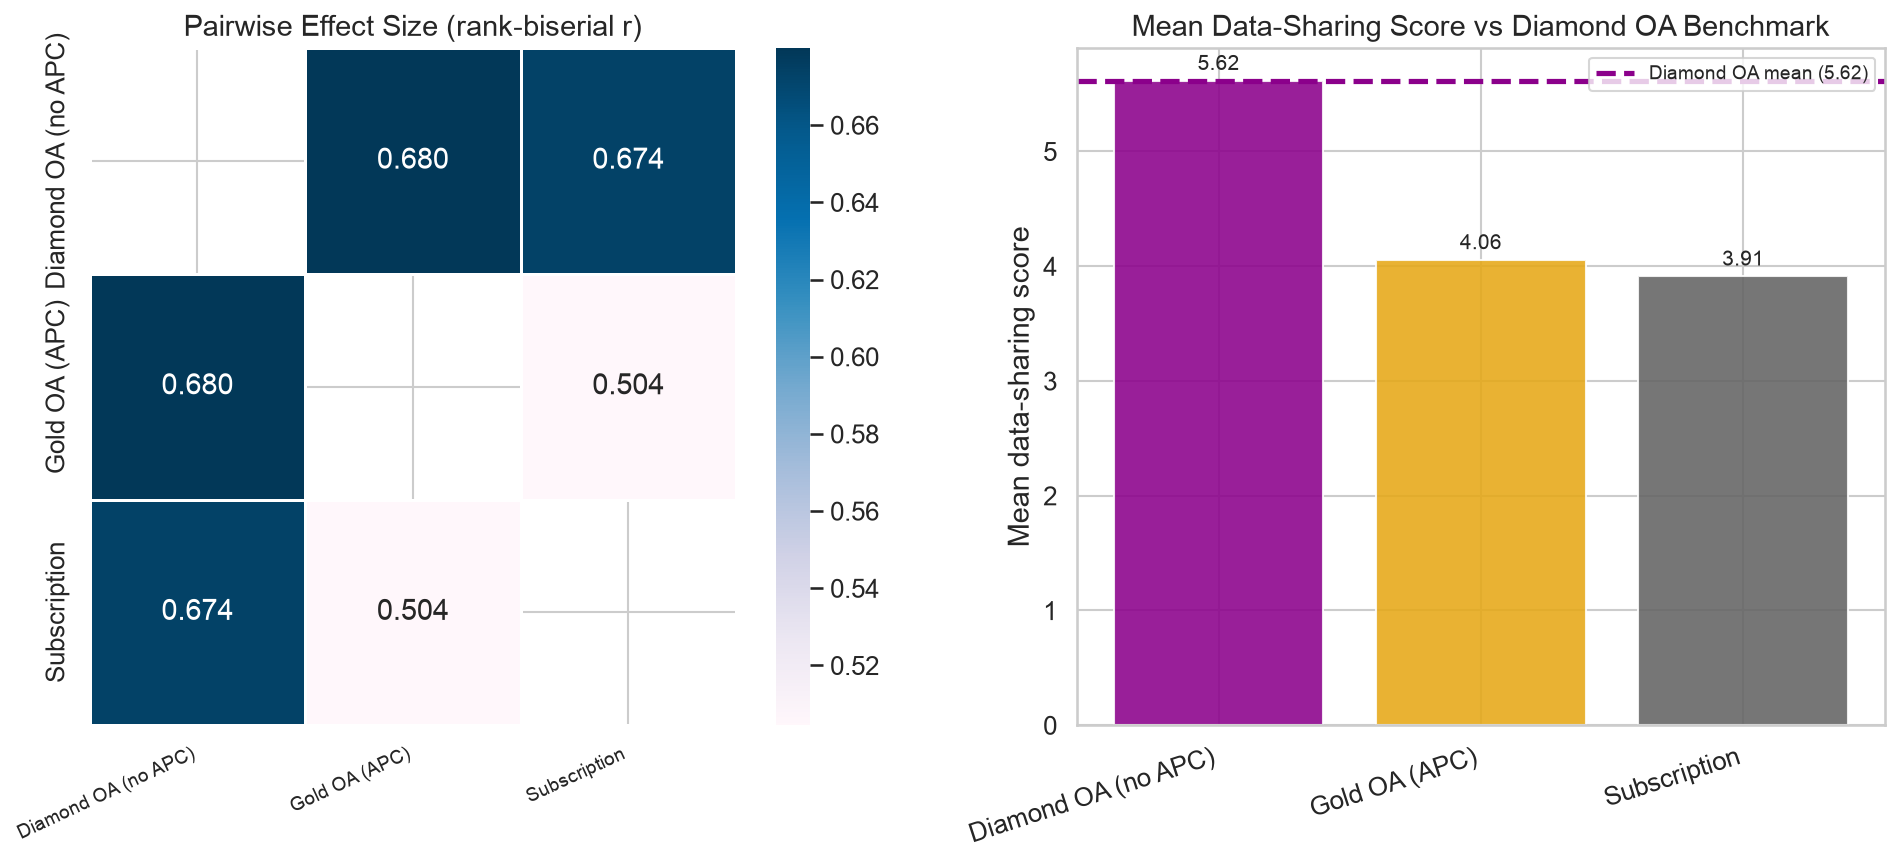 Pairwise Effect Size (rank-biserial r)
Diamond OA (no APC)
Gold OA (APC)
Subscription
0.680
0.674
0.680
0.504
0.674
0.504
Diamond OA (no APC)
Gold OA (APC)
Subscription
0.66
0.64
0.62
0.60
0.58
0.56
0.54
0.52
Mean Data-Sharing Score vs Diamond OA Benchmark
Diamond OA mean (5.62)
Mean data-sharing score
5
4
3
2
1
0
5.62
4.06
3.91
Diamond OA (no APC)
Gold OA (APC)
Subscription